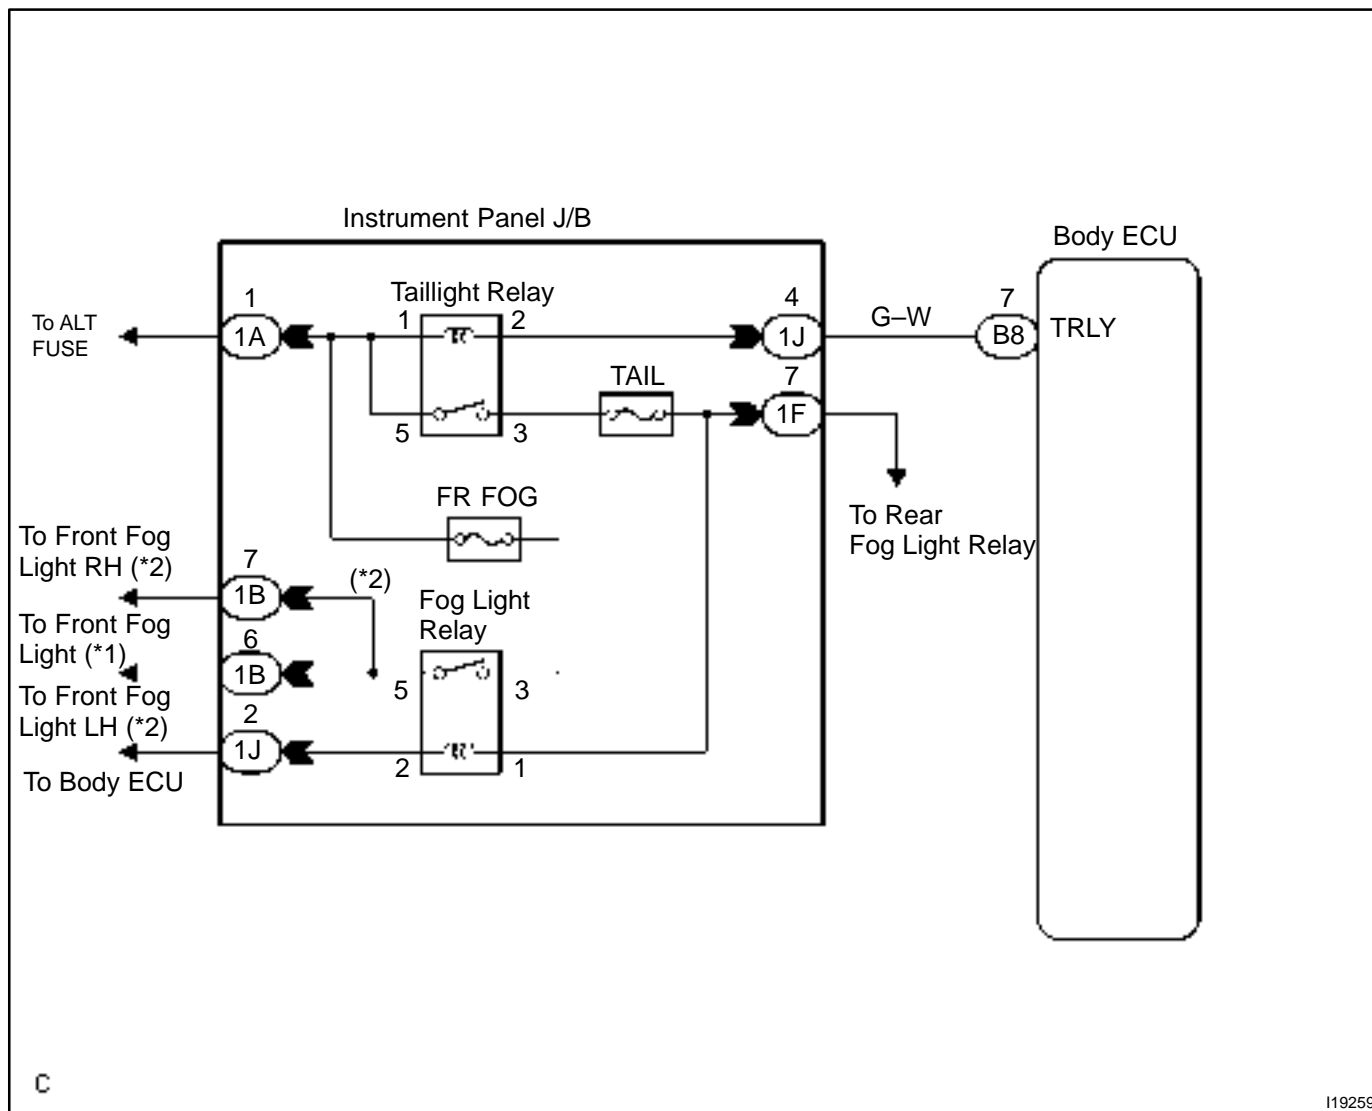 Instrument Panel J/B
Body ECU
1
Taillight Relay
4
7
To ALT
FUSE
1A
1
2
1J
G–W
B8
TRLY
TAIL
7
5
3
1F
FR FOG
To Rear
Fog Light Relay
To Front Fog
Light RH (*2)
7
1B
(*2)
Fog Light
Relay
To Front Fog
Light (*1)
6
1B
5
3
To Front Fog
Light LH (*2)
2
1J
2
1
To Body ECU
C
I19259